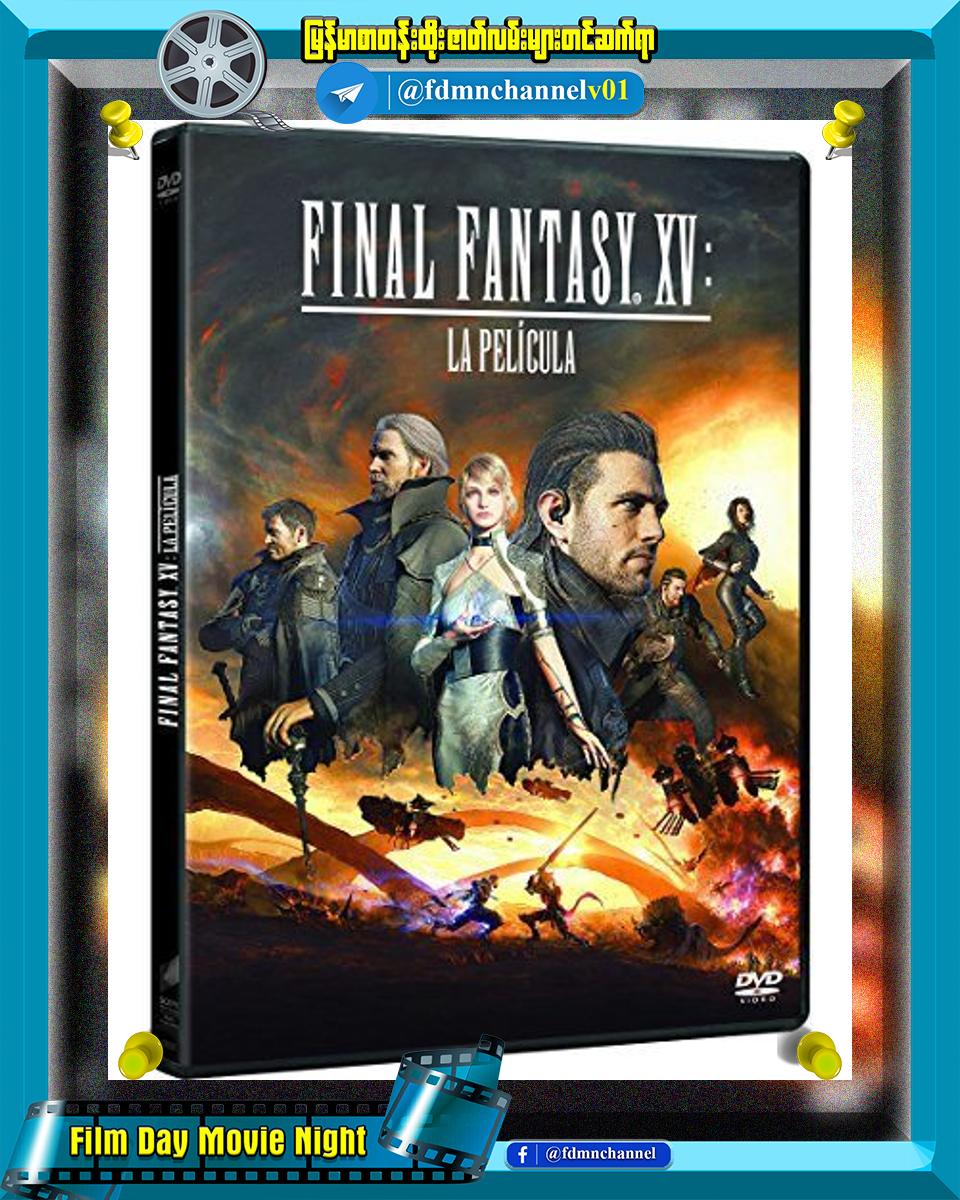 မြန်မာစာတန်းထိုးဇာတ်လမ်းများတင်ဆက်ရာ
@fdmnchannelv01
DVD
FINAL FANTASY® XV:
LA PELÍCULA
FINAL FANTASY XV: LA PELÍCULA
DVD
VIDEO
Film Day Movie Night
f @fdmnchannel